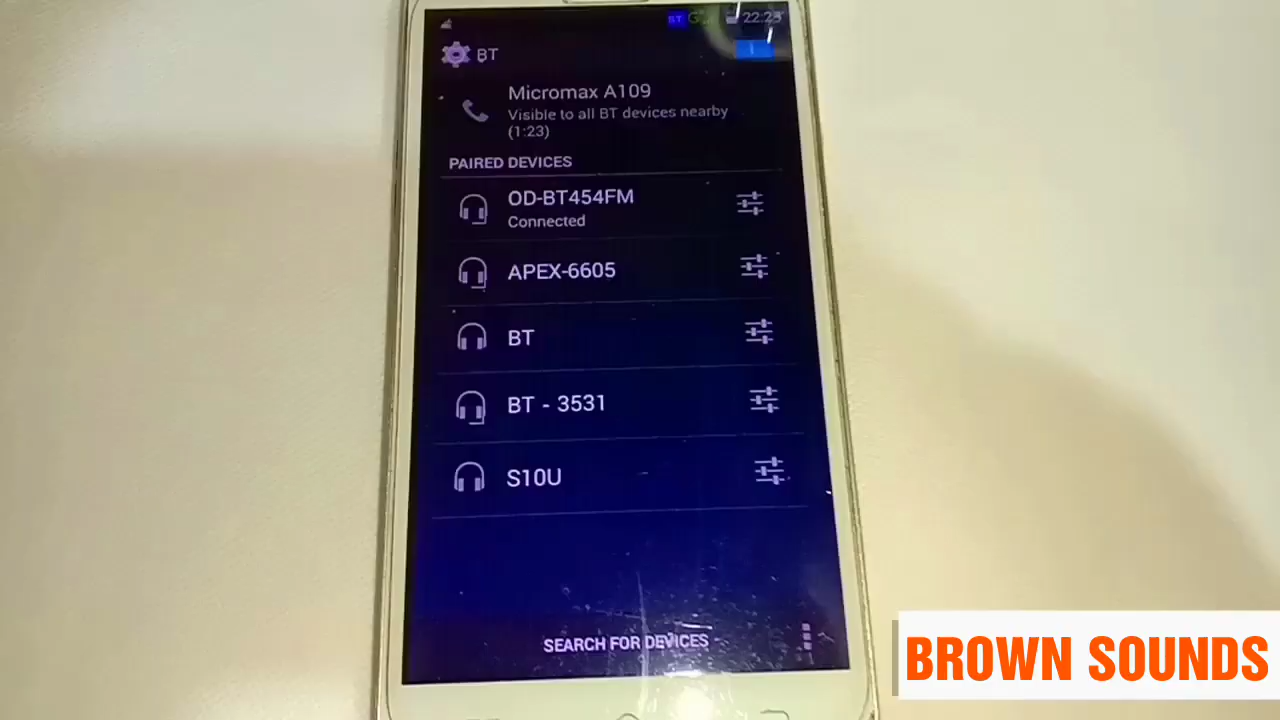 BT 22:23
BT
Micromax A109
Visible to all BT devices nearby
(1:23)
PAIRED DEVICES
OD-BT454FM
Connected
APEX-6605
BT
BT - 3531
S10U
SEARCH FOR DEVICES
BROWN SOUNDS